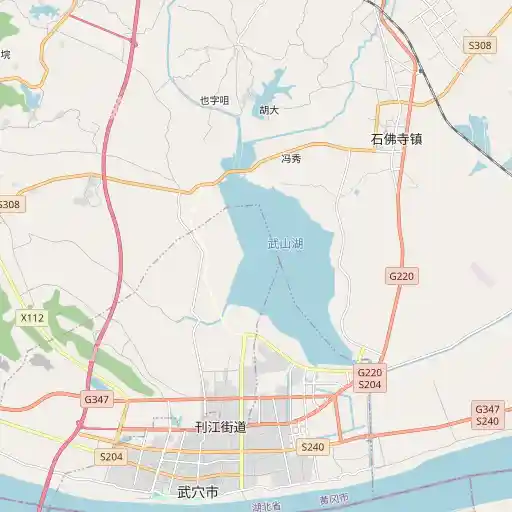 S308
垸
也字咀
胡大
石佛寺镇
冯秀
S308
武山湖
G220
X112
G220
S204
G347
G347
S240
刊江街道
S204
S240
武穴市
湖北省
黄冈市